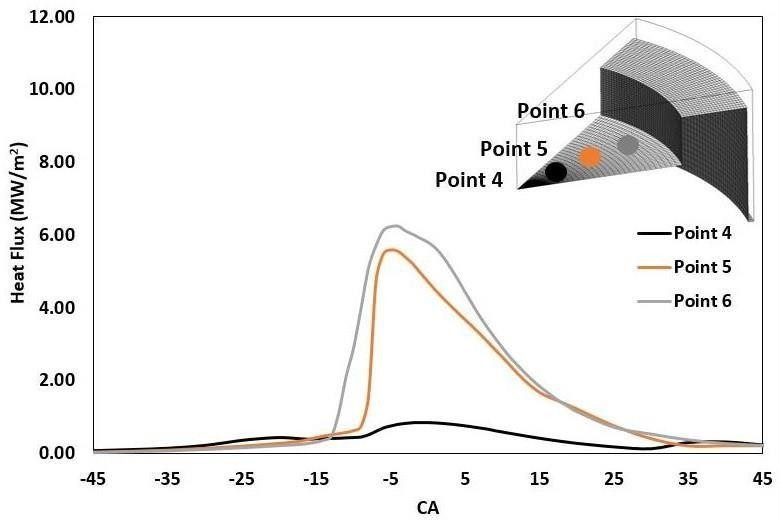 12.00
10.00
8.00
6.00
4.00
2.00
0.00
Heat Flux (MW/m²)
-45 -35 -25 -15 -5 5 15 25 35 45
CA
Point 6
Point 5
Point 4
Point 4
Point 5
Point 6